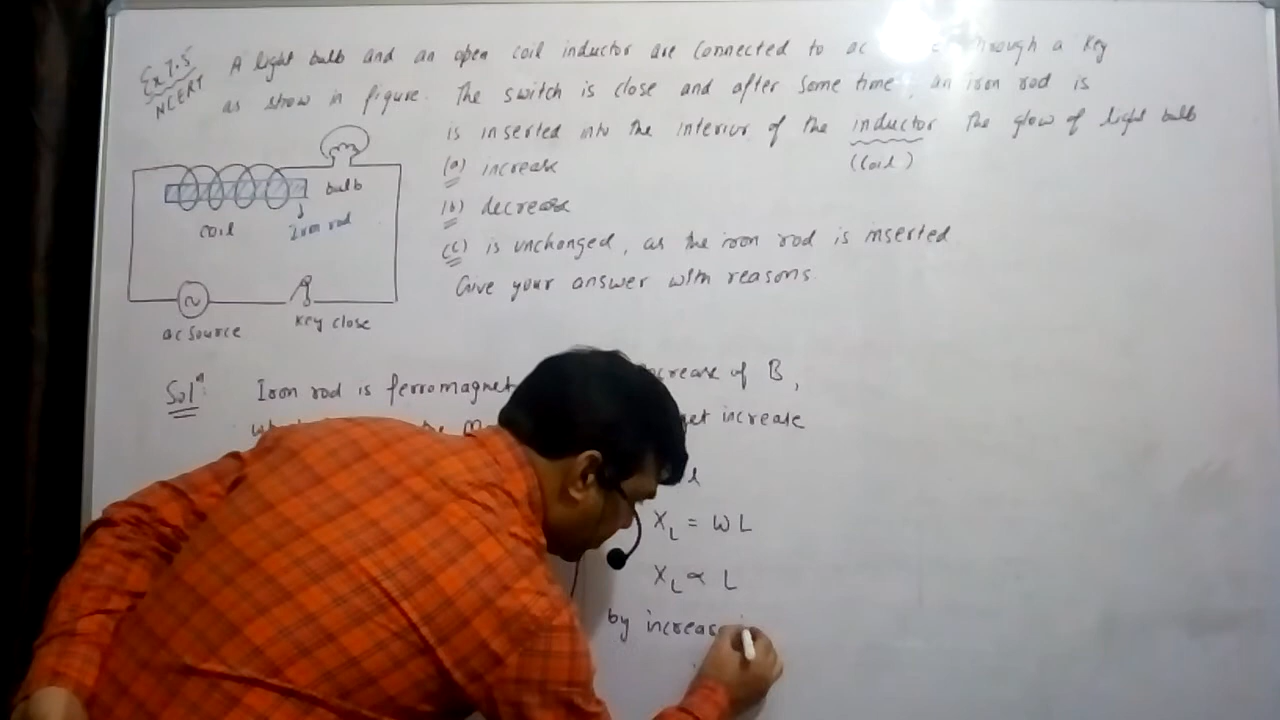 Ex 7.5
NCERT
A light bulb and an open coil inductor are connected to ac through a key
as show in figure. The switch is close and after some time, an iron rod is
is inserted into the interior of the inductor the glow of light bulb
(coil)
(a) increase
(b) decrease
(c) is unchanged, as the iron rod is inserted
Give your answer with reasons.
bulb
coil
Iron rod
ac source
key close
Solⁿ
Iron rod is ferromagnet
crease of B,
get increase
l
X_L = ωL
X_L ∝ L
by increas